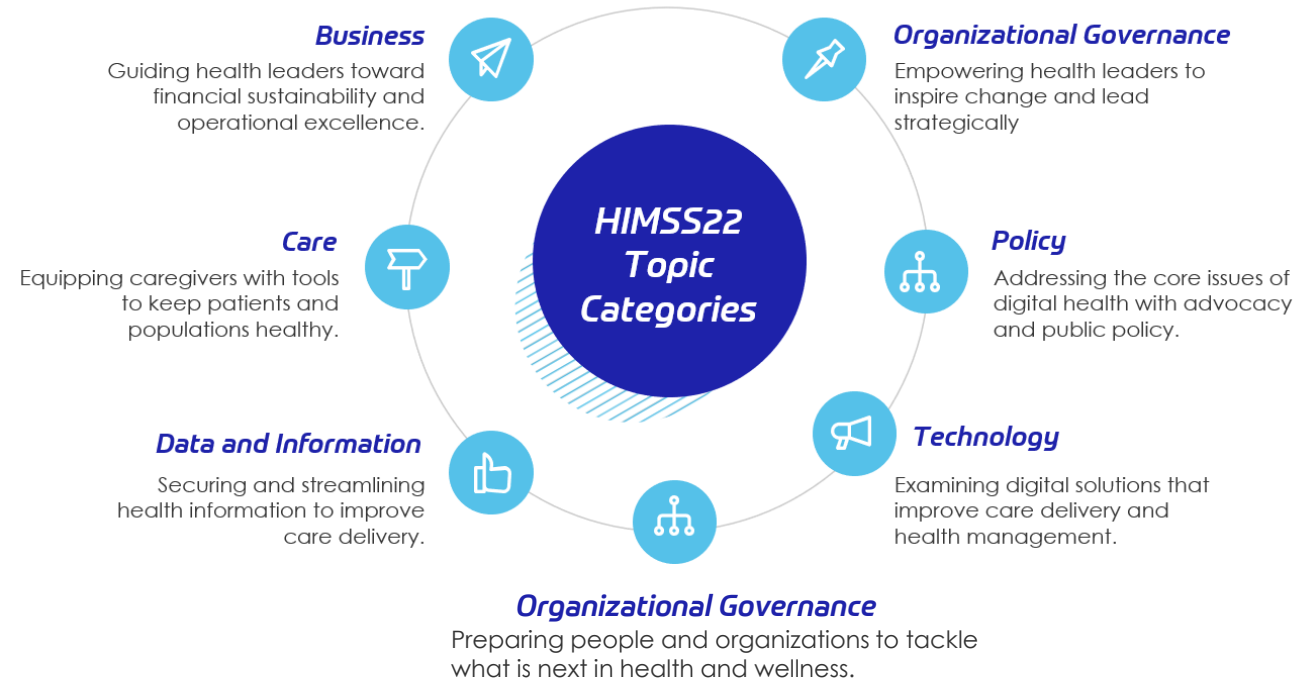 Business
Guiding health leaders toward
financial sustainability and
operational excellence.
Organizational Governance
Empowering health leaders to
inspire change and lead
strategically
HIMSS22
Topic
Categories
Care
Equipping caregivers with tools
to keep patients and
populations healthy.
Policy
Addressing the core issues of
digital health with advocacy
and public policy.
Data and Information
Securing and streamlining
health information to improve
care delivery.
Technology
Examining digital solutions that
improve care delivery and
health management.
Organizational Governance
Preparing people and organizations to tackle
what is next in health and wellness.